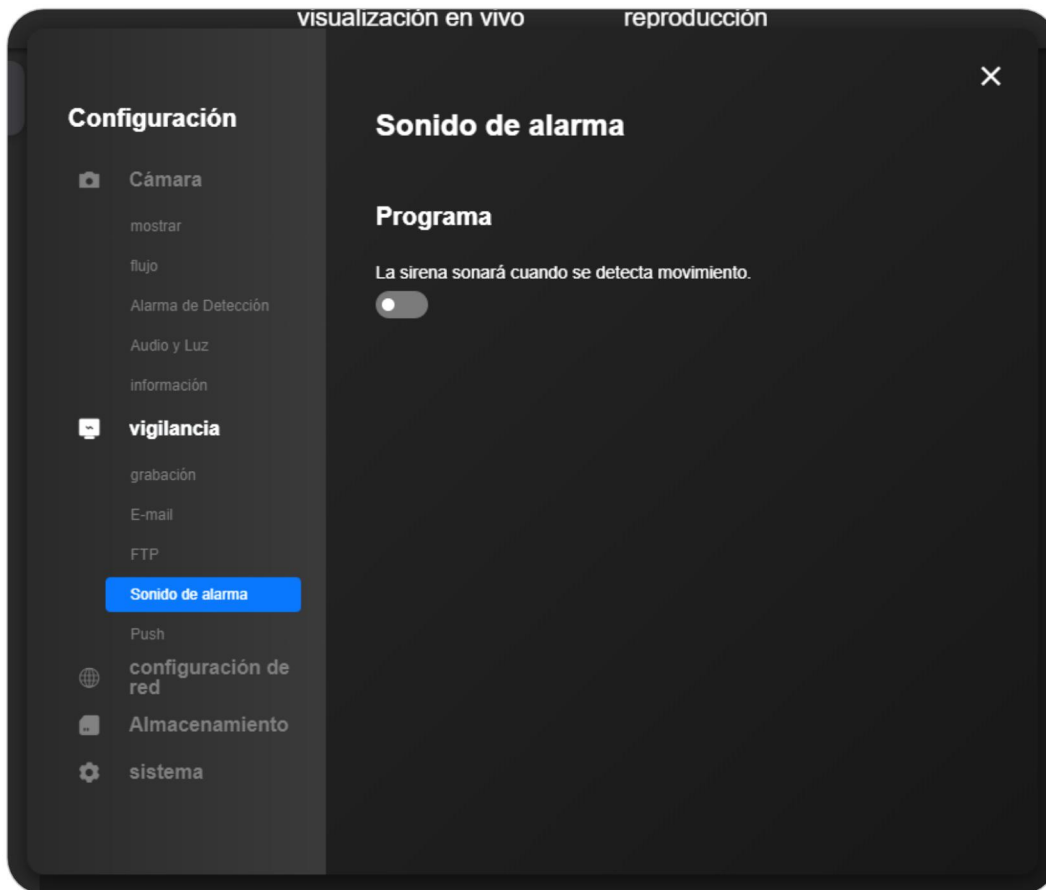 visualización en vivo
reproducción
Configuración
Cámara
mostrar
flujo
Alarma de Detección
Audio y Luz
información
vigilancia
grabación
E-mail
FTP
Sonido de alarma
Push
configuración de
red
Almacenamiento
sistema
Sonido de alarma
Programa
La sirena sonará cuando se detecta movimiento.